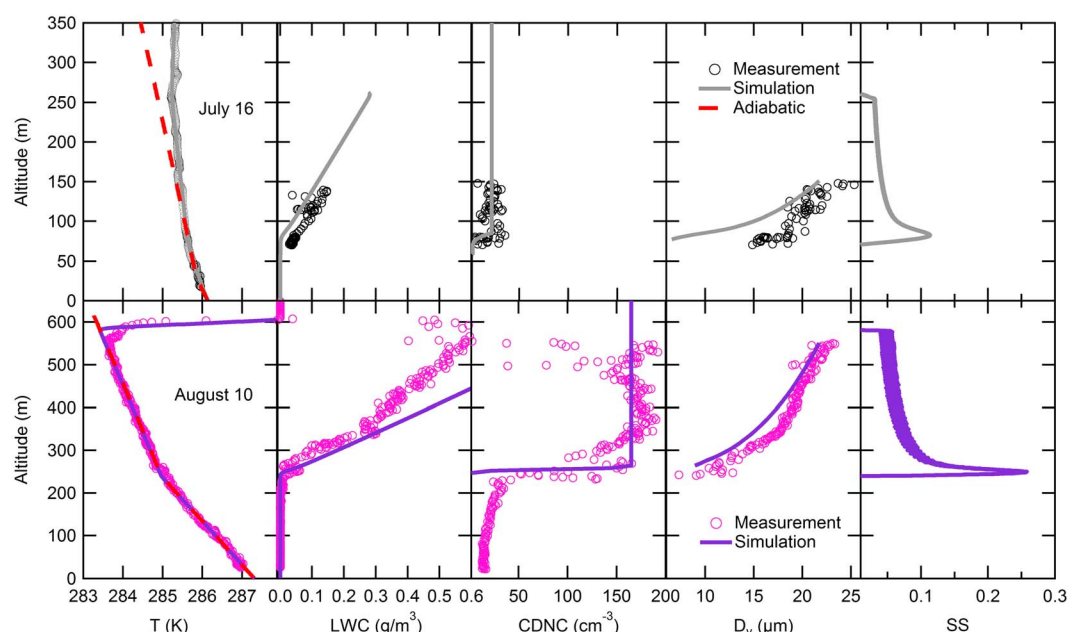 350
300
250
200
150
100
50
0
Altitude (m)
July 16
Measurement
Simulation
Adiabatic
600
500
400
300
200
100
0
Altitude (m)
August 10
Measurement
Simulation
283 284 285 286 287
0.0 0.1 0.2 0.3 0.4 0.5
60 100 150 200
10 15 20 25
0.0 0.1 0.2 0.3
T (K) LWC (g/m³) CDNC (cm⁻³) Dᵥ (µm) SS